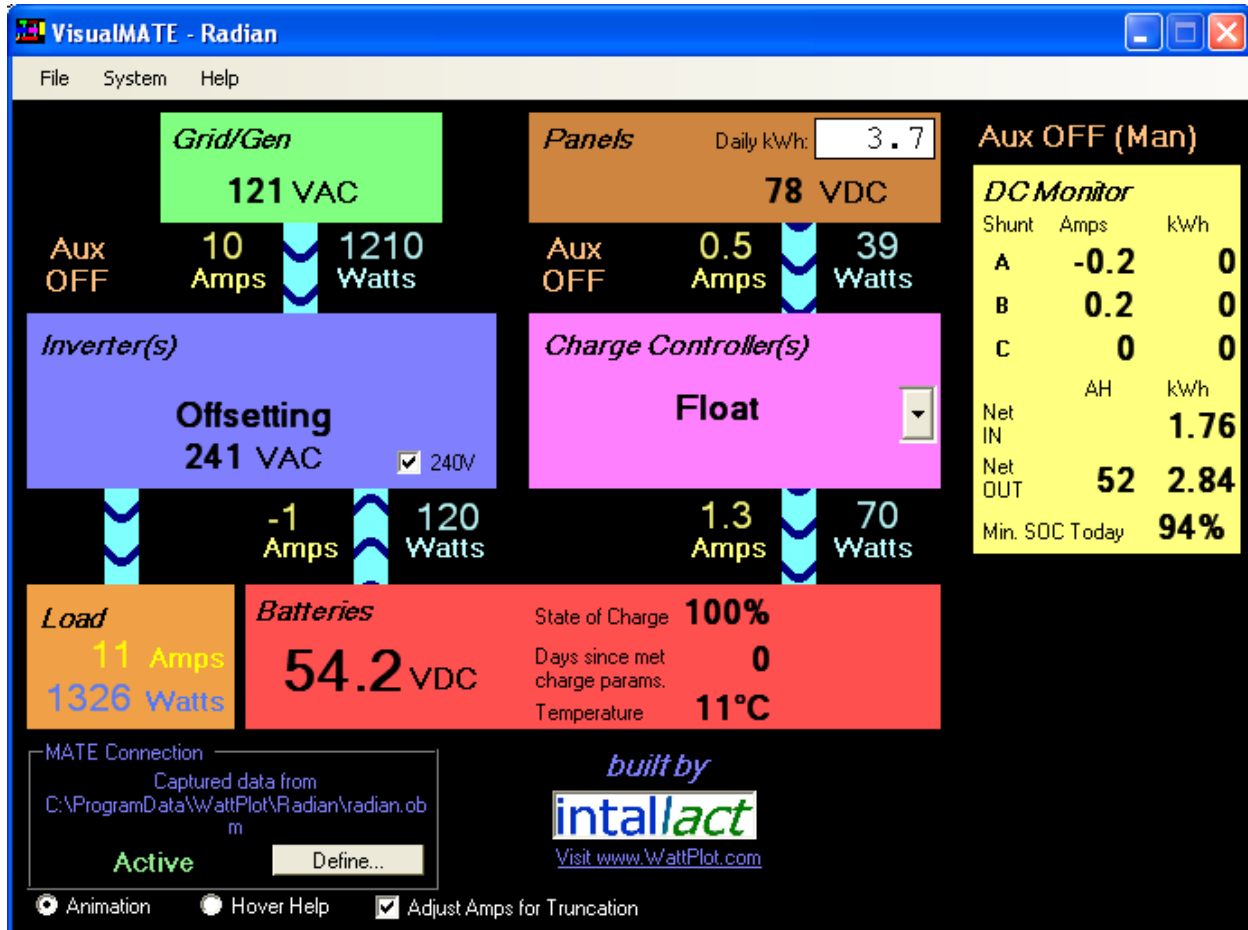 VisualMATE - Radian
File System Help
Grid/Gen
121 VAC
Panels Daily kWh: 3.7
78 VDC
Aux OFF (Man)
Aux
OFF
10
Amps
1210
Watts
Aux
OFF
0.5
Amps
39
Watts
DC Monitor
Shunt Amps kWh
A -0.2 0
B 0.2 0
C 0 0
AH kWh
Net
IN 1.76
Net
OUT 52 2.84
Min. SOC Today 94%
Inverter(s)
Offsetting
241 VAC 240V
Charge Controller(s)
Float
-1
Amps
120
Watts
1.3
Amps
70
Watts
Load
11 Amps
1326 Watts
Batteries
54.2 VDC
State of Charge 100%
Days since met
charge params. 0
Temperature 11°C
MATE Connection
Captured data from
C:\ProgramData\WattPlot\Radian\radian.ob
m
Active Define...
built by
intallact
Visit www.WattPlot.com
Animation Hover Help Adjust Amps for Truncation